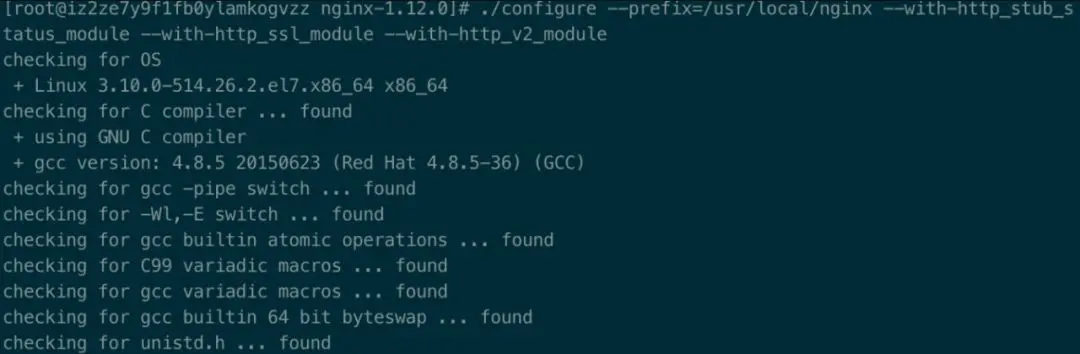 [root@iz2ze7y9f1fb0ylamkogvzz nginx-1.12.0]# ./configure --prefix=/usr/local/nginx --with-http_stub_s
tatus_module --with-http_ssl_module --with-http_v2_module
checking for OS
 + Linux 3.10.0-514.26.2.el7.x86_64 x86_64
checking for C compiler ... found
 + using GNU C compiler
 + gcc version: 4.8.5 20150623 (Red Hat 4.8.5-36) (GCC)
checking for gcc -pipe switch ... found
checking for -Wl,-E switch ... found
checking for gcc builtin atomic operations ... found
checking for C99 variadic macros ... found
checking for gcc variadic macros ... found
checking for gcc builtin 64 bit byteswap ... found
checking for unistd.h ... found